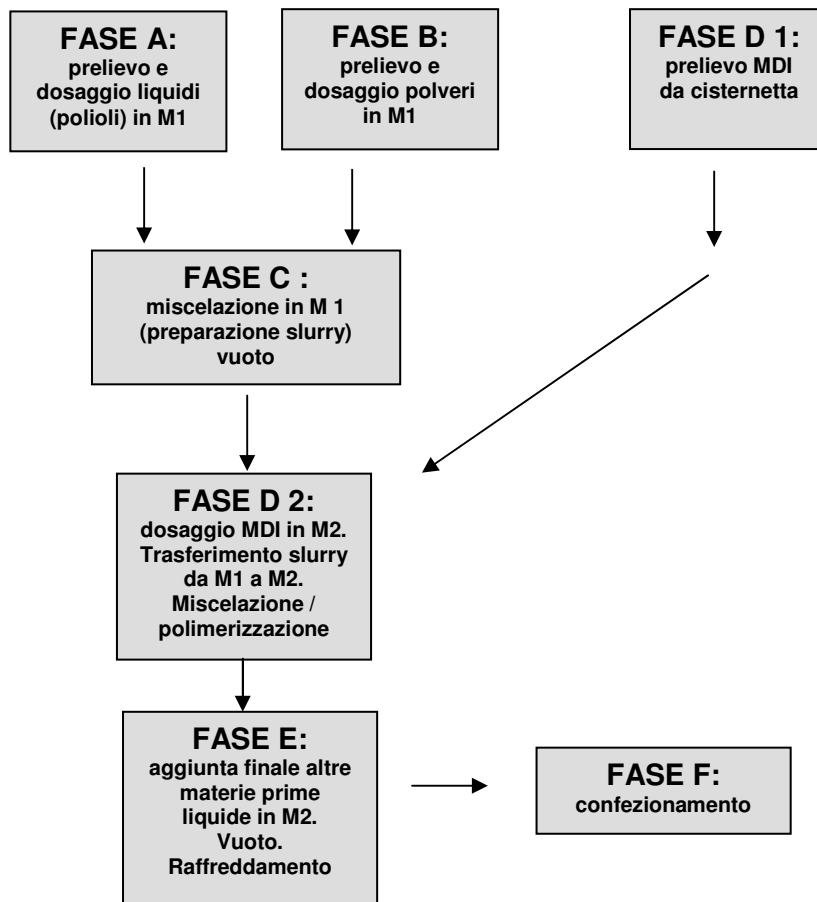 FASE A:
prelievo e
dosaggio liquidi
(polioli) in M1
FASE B:
prelievo e
dosaggio polveri
in M1
FASE D 1:
prelievo MDI
da cisternetta
FASE C :
miscelazione in M 1
(preparazione slurry)
vuoto
FASE D 2:
dosaggio MDI in M2.
Trasferimento slurry
da M1 a M2.
Miscelazione /
polimerizzazione
FASE E:
aggiunta finale altre
materie prime
liquide in M2.
Vuoto.
Raffreddamento
FASE F:
confezionamento